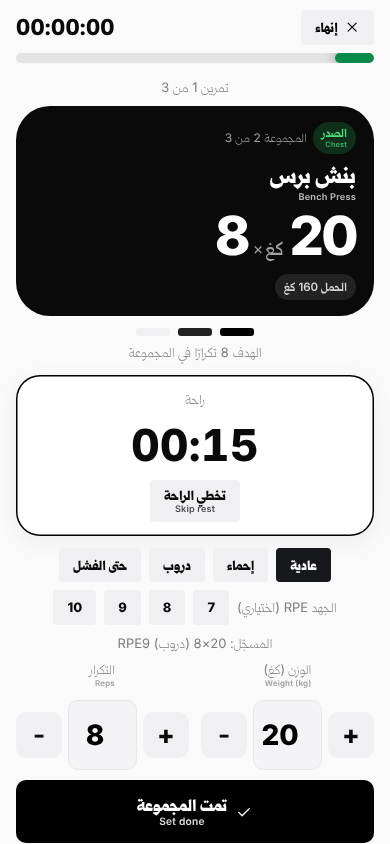 إنهاء
00:00:00
تمرين 1 من 3
الصدر
Chest
المجموعة 2 من 3
بنش برس
Bench Press
20 كغ × 8
الحمل 160 كغ
الهدف 8 تكرارًا في المجموعة
راحة
00:15
تخطي الراحة
Skip rest
عادية إحماء دروب حتى الفشل
الجهد RPE (اختياري) 7 8 9 10
المسجّل: 20×8 (دروب) RPE9
الوزن (كغ)
Weight (kg)
التكرار
Reps
+ 20 -
+ 8 -
تمت المجموعة
Set done